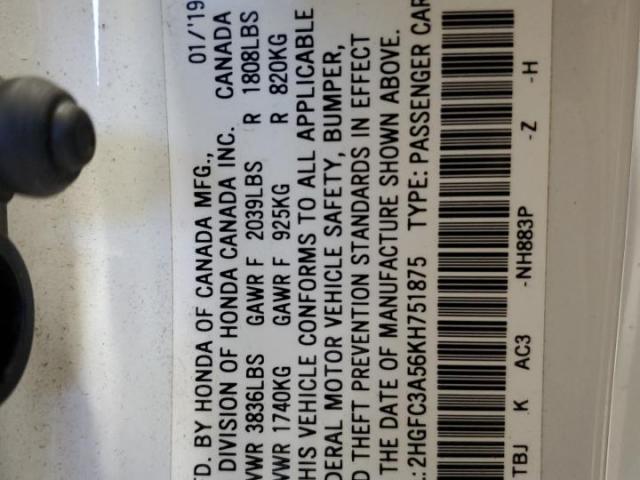 TD. BY HONDA OF CANADA MFG., 01/'19
DIVISION OF HONDA CANADA INC. CANADA
VWR 3836LBS GAWR F 2039LBS R 1808LBS
VWR 1740KG GAWR F 925KG R 820KG
HIS VEHICLE CONFORMS TO ALL APPLICABLE
DERAL MOTOR VEHICLE SAFETY, BUMPER,
D THEFT PREVENTION STANDARDS IN EFFECT
THE DATE OF MANUFACTURE SHOWN ABOVE.
.: 2HGFC3A56KH751875 TYPE: PASSENGER CAR
TBJ K AC3 -NH883P -Z -H